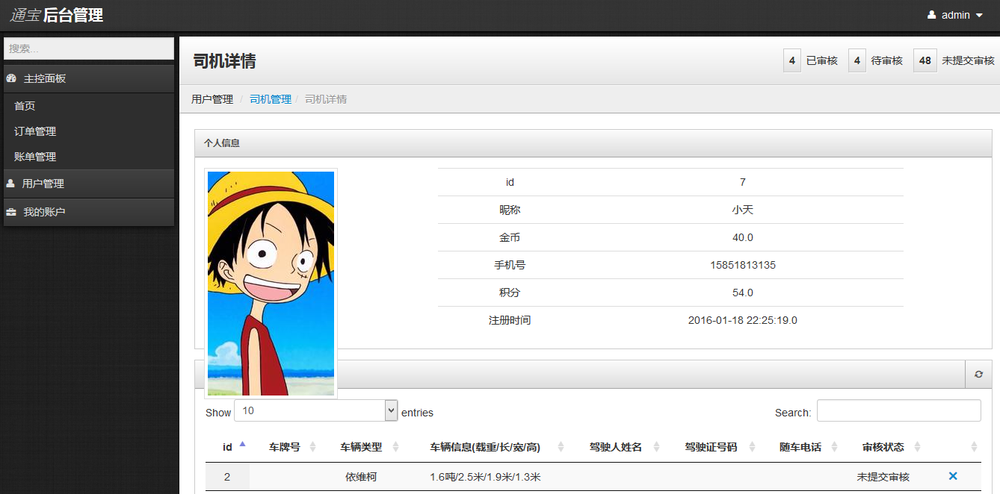 通宝 后台管理
admin
搜索...
主控面板
首页
订单管理
账单管理
用户管理
我的账户
司机详情
4 已审核 4 待审核 48 未提交审核
用户管理 / 司机管理 / 司机详情
个人信息
id 7
昵称 小天
金币 40.0
手机号 15851813135
积分 54.0
注册时间 2016-01-18 22:25:19.0
Show 10 entries Search:
id 车牌号 车辆类型 车辆信息(载重/长/宽/高) 驾驶人姓名 驾驶证号码 随车电话 审核状态
2 依维柯 1.6吨/2.5米/1.9米/1.3米 未提交审核